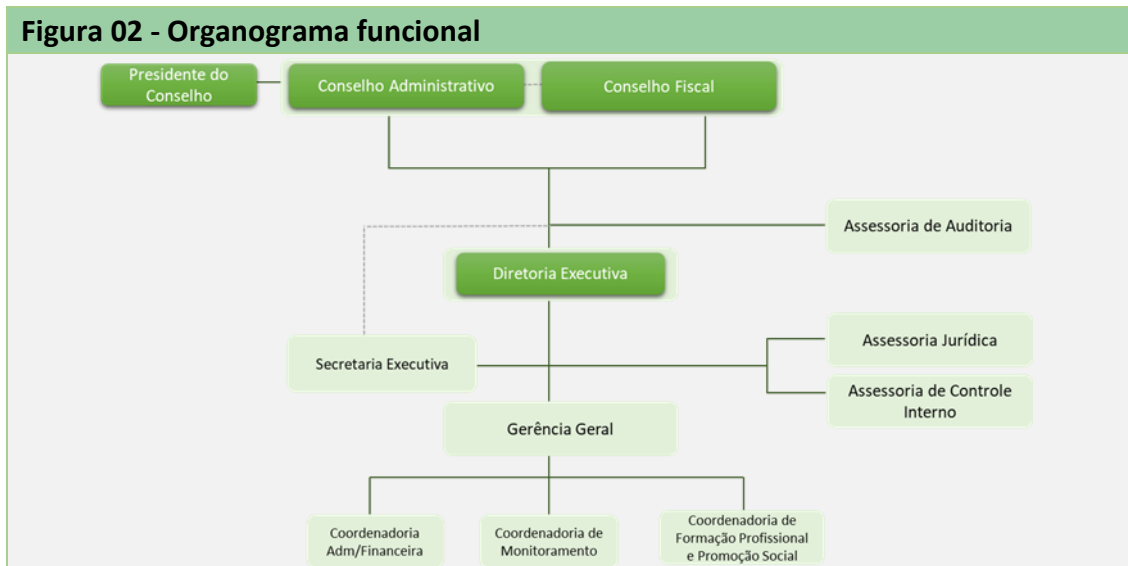 Figura 02 - Organograma funcional
Presidente do
Conselho
Conselho Administrativo
Conselho Fiscal
Assessoria de Auditoria
Diretoria Executiva
Assessoria Jurídica
Secretaria Executiva
Assessoria de Controle
Interno
Gerência Geral
Coordenadoria
Adm/Financeira
Coordenadoria de
Monitoramento
Coordenadoria de
Formação Profissional
e Promoção Social